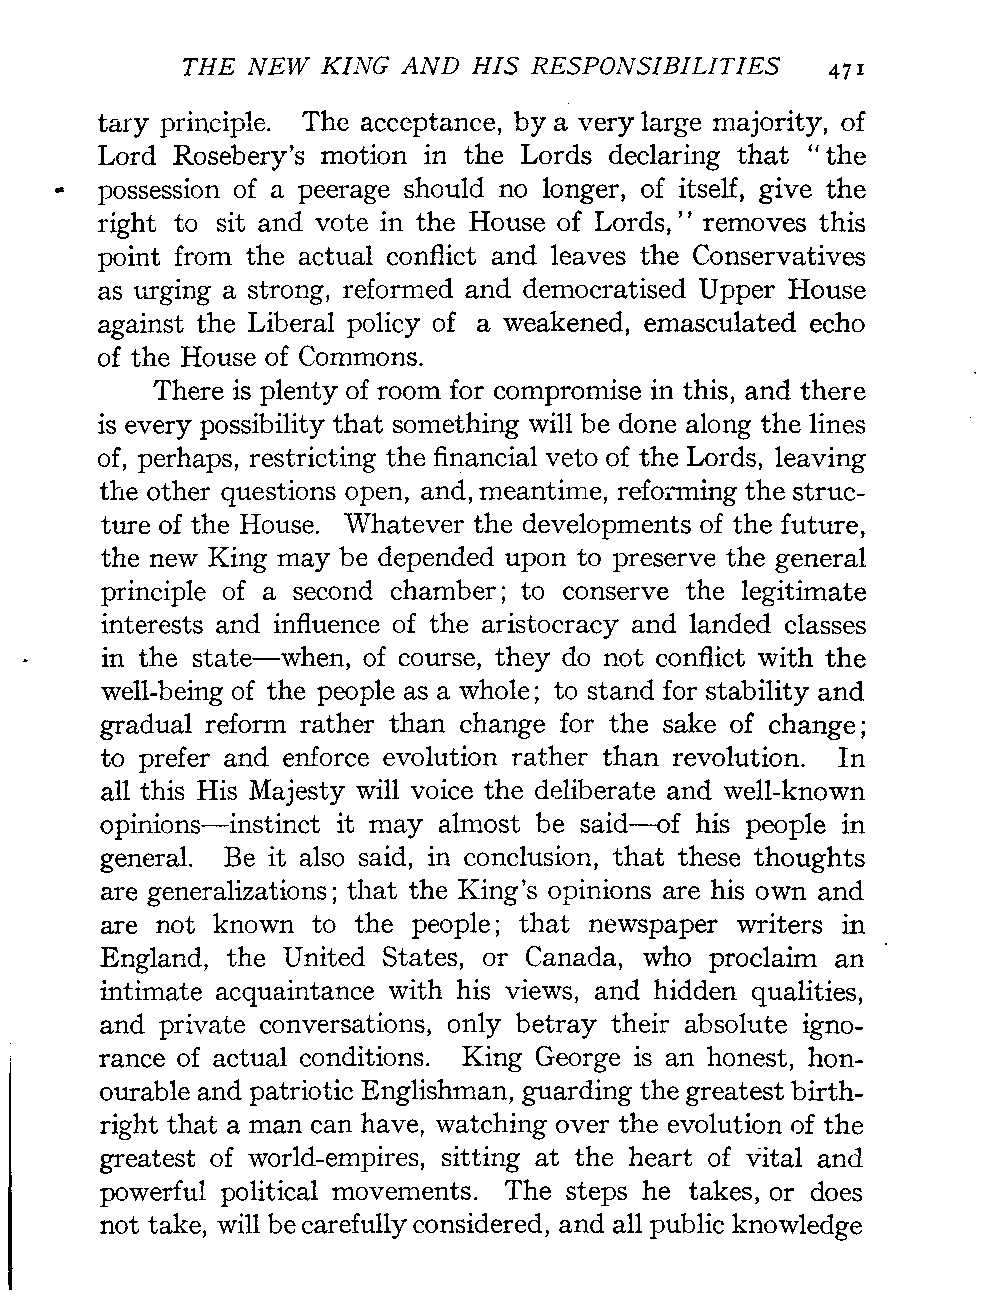 THE NEW KING AND HIS RESPONSIBILITIES 471
tary principle. The acceptance, by a very large majority, of
Lord Rosebery's motion in the Lords declaring that "the
possession of a peerage should no longer, of itself, give the
right to sit and vote in the House of Lords," removes this
point from the actual conflict and leaves the Conservatives
as urging a strong, reformed and democratised Upper House
against the Liberal policy of a weakened, emasculated echo
of the House of Commons.
There is plenty of room for compromise in this, and there
is every possibility that something will be done along the lines
of, perhaps, restricting the financial veto of the Lords, leaving
the other questions open, and, meantime, reforming the struc-
ture of the House. Whatever the developments of the future,
the new King may be depended upon to preserve the general
principle of a second chamber; to conserve the legitimate
interests and influence of the aristocracy and landed classes
in the state—when, of course, they do not conflict with the
well-being of the people as a whole; to stand for stability and
gradual reform rather than change for the sake of change;
to prefer and enforce evolution rather than revolution. In
all this His Majesty will voice the deliberate and well-known
opinions—instinct it may almost be said—of his people in
general. Be it also said, in conclusion, that these thoughts
are generalizations; that the King's opinions are his own and
are not known to the people; that newspaper writers in
England, the United States, or Canada, who proclaim an
intimate acquaintance with his views, and hidden qualities,
and private conversations, only betray their absolute igno-
rance of actual conditions. King George is an honest, hon-
ourable and patriotic Englishman, guarding the greatest birth-
right that a man can have, watching over the evolution of the
greatest of world-empires, sitting at the heart of vital and
powerful political movements. The steps he takes, or does
not take, will be carefully considered, and all public knowledge